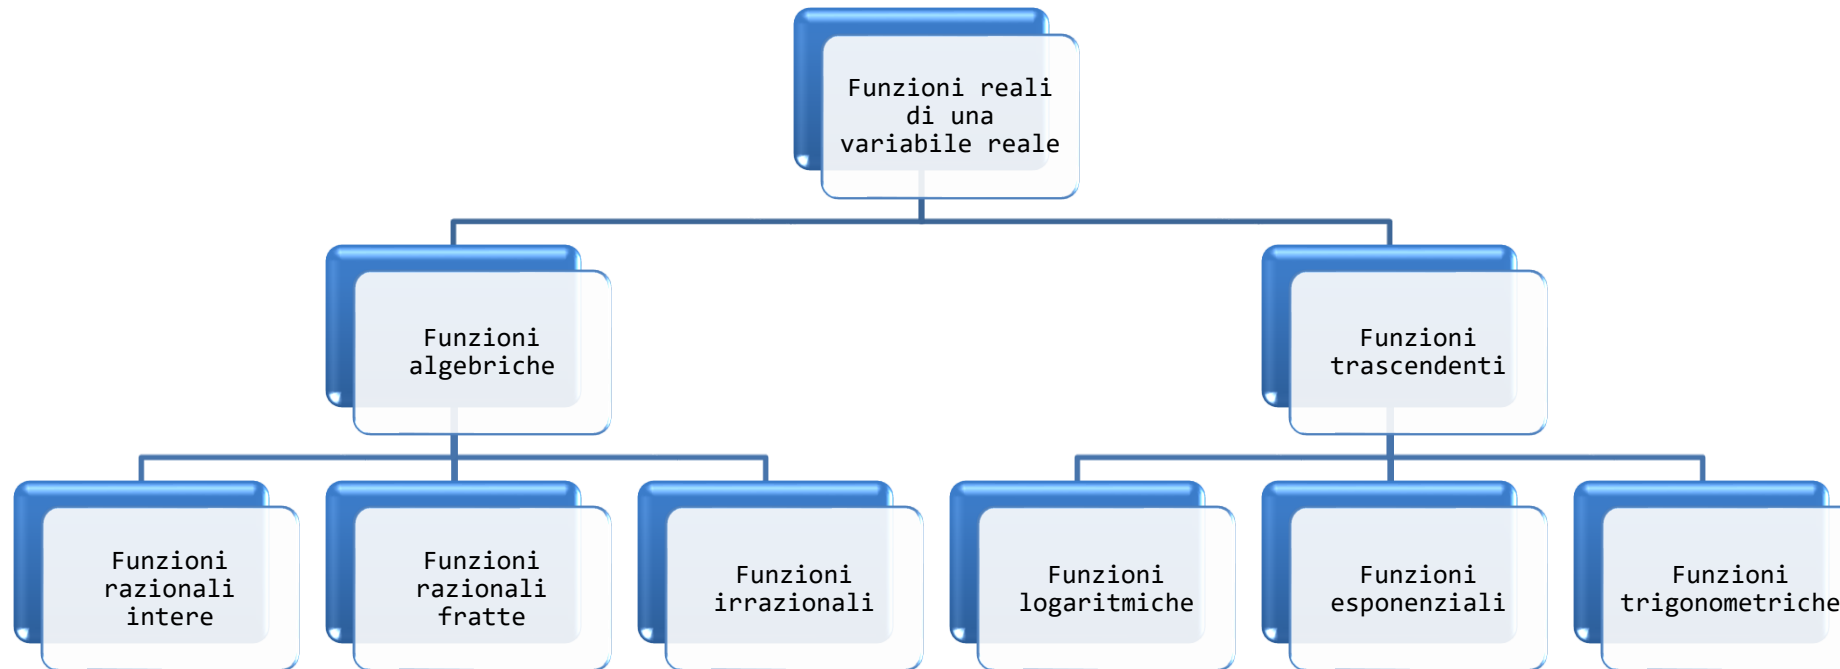 Funzioni reali
di una
variabile reale
Funzioni
algebriche
Funzioni
trascendenti
Funzioni
razionali
intere
Funzioni
razionali
fratte
Funzioni
irrazionali
Funzioni
logaritmiche
Funzioni
esponenziali
Funzioni
trigonometriche